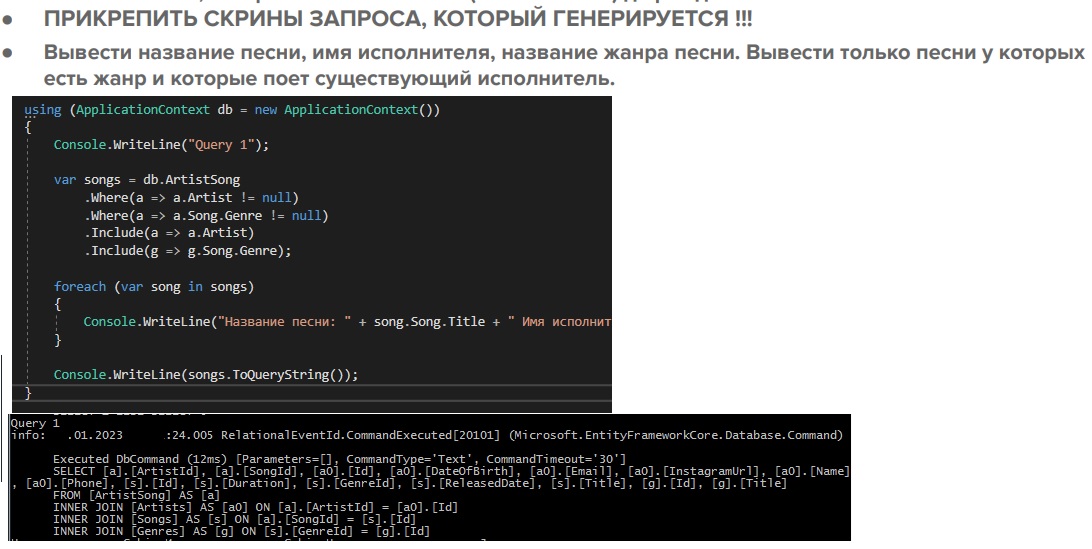 ● ПРИКРЕПИТЬ СКРИНЫ ЗАПРОСА, КОТОРЫЙ ГЕНЕРИРУЕТСЯ !!!
● Вывести название песни, имя исполнителя, название жанра песни. Вывести только песни у которых
есть жанр и которые поет существующий исполнитель.
using (ApplicationContext db = new ApplicationContext())
{
Console.WriteLine("Query 1");
var songs = db.ArtistSong
.Where(a => a.Artist != null)
.Where(a => a.Song.Genre != null)
.Include(a => a.Artist)
.Include(g => g.Song.Genre);
foreach (var song in songs)
{
Console.WriteLine("Название песни: " + song.Song.Title + " Имя исполнит
}
Console.WriteLine(songs.ToQueryString());
}
Query 1
info: .01.2023 :24.005 RelationalEventId.CommandExecuted[20101] (Microsoft.EntityFrameworkCore.Database.Command)
Executed DbCommand (12ms) [Parameters=[], CommandType='Text', CommandTimeout='30']
SELECT [a].[ArtistId], [a].[SongId], [a0].[Id], [a0].[DateOfBirth], [a0].[Email], [a0].[InstagramUrl], [a0].[Name]
, [a0].[Phone], [s].[Id], [s].[Duration], [s].[GenreId], [s].[ReleasedDate], [s].[Title], [g].[Id], [g].[Title]
FROM [ArtistSong] AS [a]
INNER JOIN [Artists] AS [a0] ON [a].[ArtistId] = [a0].[Id]
INNER JOIN [Songs] AS [s] ON [a].[SongId] = [s].[Id]
INNER JOIN [Genres] AS [g] ON [s].[GenreId] = [g].[Id]